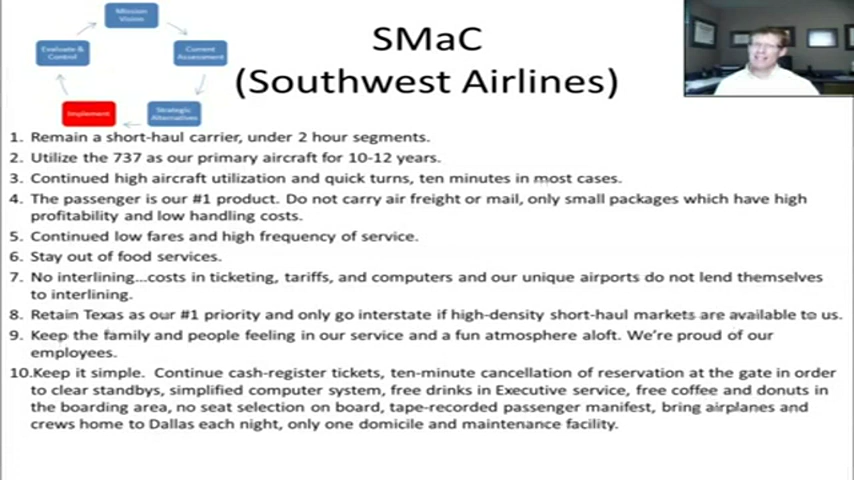 Mission
Vision
Evaluate &
Control
Current
Assessment
Implement
Strategic
Alternatives
SMaC
(Southwest Airlines)
1. Remain a short-haul carrier, under 2 hour segments.
2. Utilize the 737 as our primary aircraft for 10-12 years.
3. Continued high aircraft utilization and quick turns, ten minutes in most cases.
4. The passenger is our #1 product. Do not carry air freight or mail, only small packages which have high
profitability and low handling costs.
5. Continued low fares and high frequency of service.
6. Stay out of food services.
7. No interlining...costs in ticketing, tariffs, and computers and our unique airports do not lend themselves
to interlining.
8. Retain Texas as our #1 priority and only go interstate if high-density short-haul markets are available to us.
9. Keep the family and people feeling in our service and a fun atmosphere aloft. We're proud of our
employees.
10.Keep it simple. Continue cash-register tickets, ten-minute cancellation of reservation at the gate in order
to clear standbys, simplified computer system, free drinks in Executive service, free coffee and donuts in
the boarding area, no seat selection on board, tape-recorded passenger manifest, bring airplanes and
crews home to Dallas each night, only one domicile and maintenance facility.